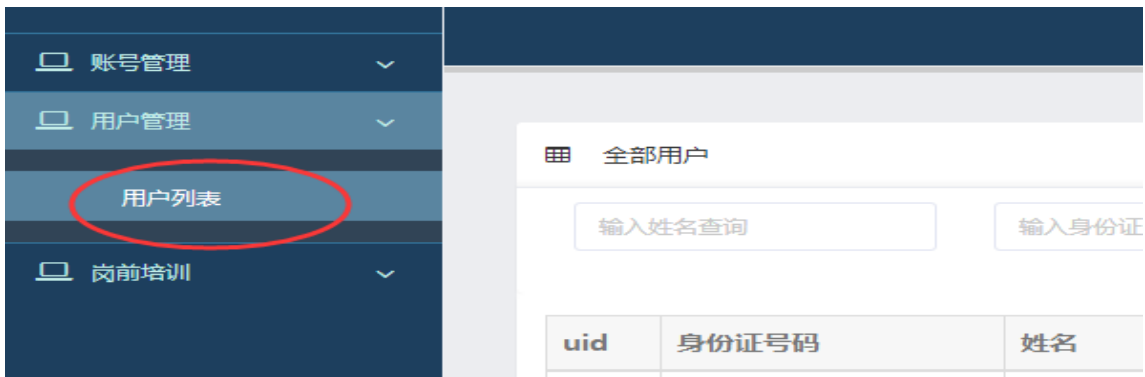 账号管理
用户管理
用户列表
岗前培训
全部用户
输入姓名查询
输入身份证
uid
身份证号码
姓名